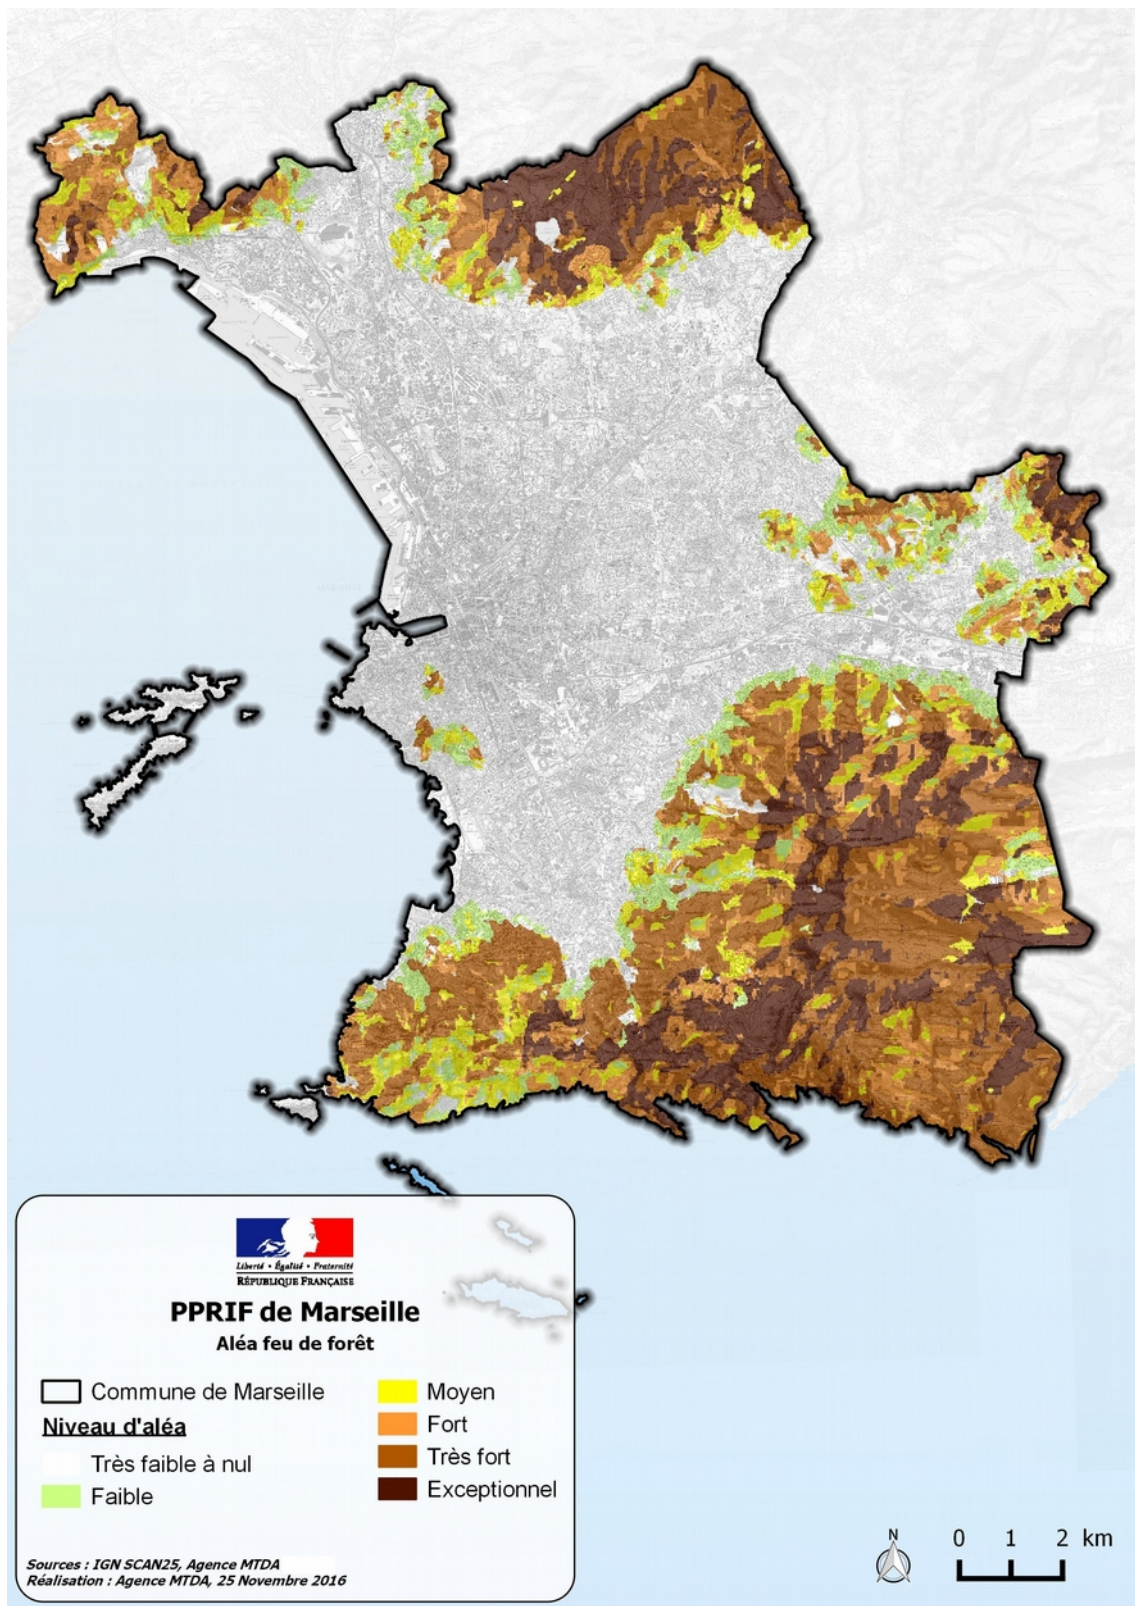 Liberté • Égalité • Fraternité
RÉPUBLIQUE FRANÇAISE
PPRIF de Marseille
Aléa feu de forêt
Commune de Marseille
Niveau d'aléa
Très faible à nul
Faible
Moyen
Fort
Très fort
Exceptionnel
Sources : IGN SCAN25, Agence MTDA
Réalisation : Agence MTDA, 25 Novembre 2016
N
0 1 2 km